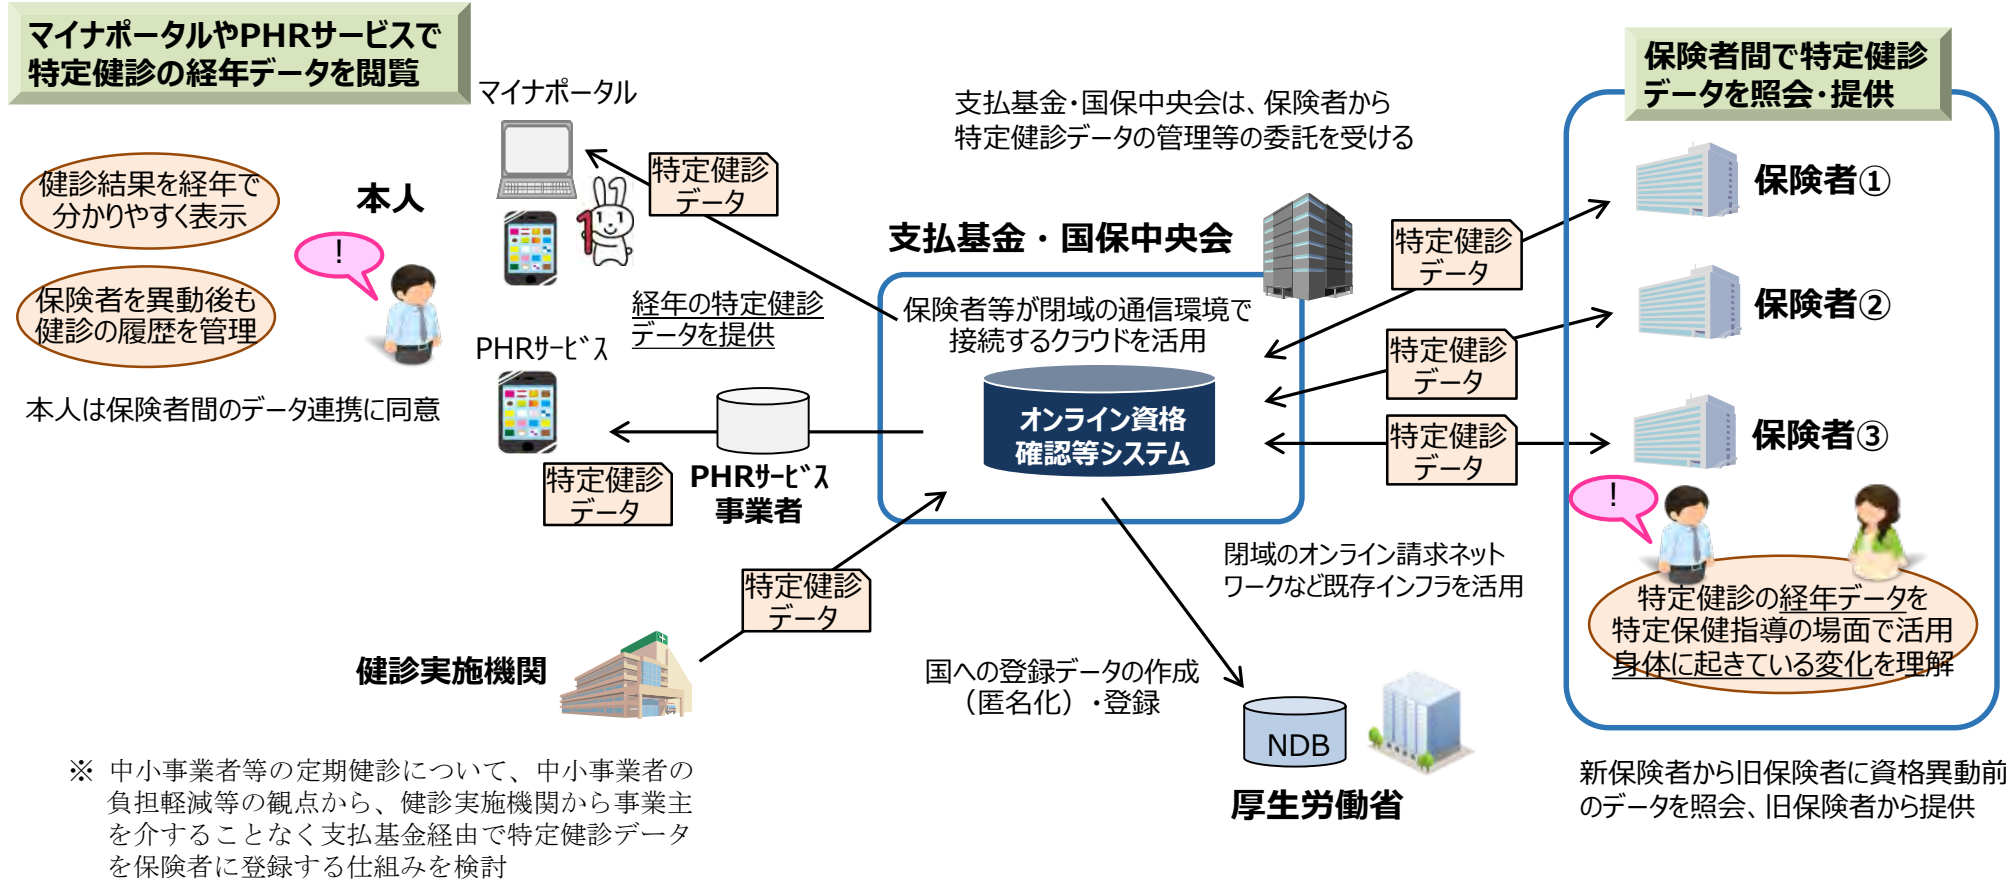 マイナポータルやPHRサービスで
特定健診の経年データを閲覧
マイナポータル
健診結果を経年で
分かりやすく表示
本人
!
保険者を異動後も
健診の履歴を管理
本人は保険者間のデータ連携に同意
特定健診
データ
1
経年の特定健診
データを提供
PHRｻｰﾋﾞｽ
特定健診
データ
PHRｻｰﾋﾞｽ
事業者
支払基金・国保中央会は、保険者から
特定健診データの管理等の委託を受ける
支払基金・国保中央会
保険者等が閉域の通信環境で
接続するクラウドを活用
オンライン資格
確認等システム
特定健診
データ
健診実施機関
国への登録データの作成
（匿名化）・登録
NDB
厚生労働省
閉域のオンライン請求ネット
ワークなど既存インフラを活用
特定健診
データ
特定健診
データ
特定健診
データ
保険者間で特定健診
データを照会・提供
保険者①
保険者②
保険者③
!
特定健診の経年データを
特定保健指導の場面で活用
身体に起きている変化を理解
新保険者から旧保険者に資格異動前
のデータを照会、旧保険者から提供
※ 中小事業者等の定期健診について、中小事業者の
負担軽減等の観点から、健診実施機関から事業主
を介することなく支払基金経由で特定健診データ
を保険者に登録する仕組みを検討